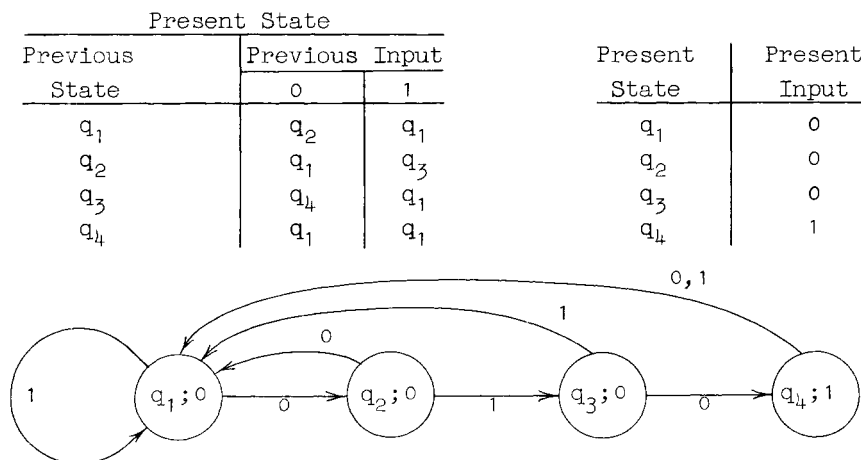 Present State
Previous Previous Input Present Present
State 0 1 State Input
q1 q2 q1 q1 0
q2 q1 q3 q2 0
q3 q4 q1 q3 0
q4 q1 q1 q4 1
0,1
1
0
1 q1;0 0 q2;0 1 q3;0 0 q4;1